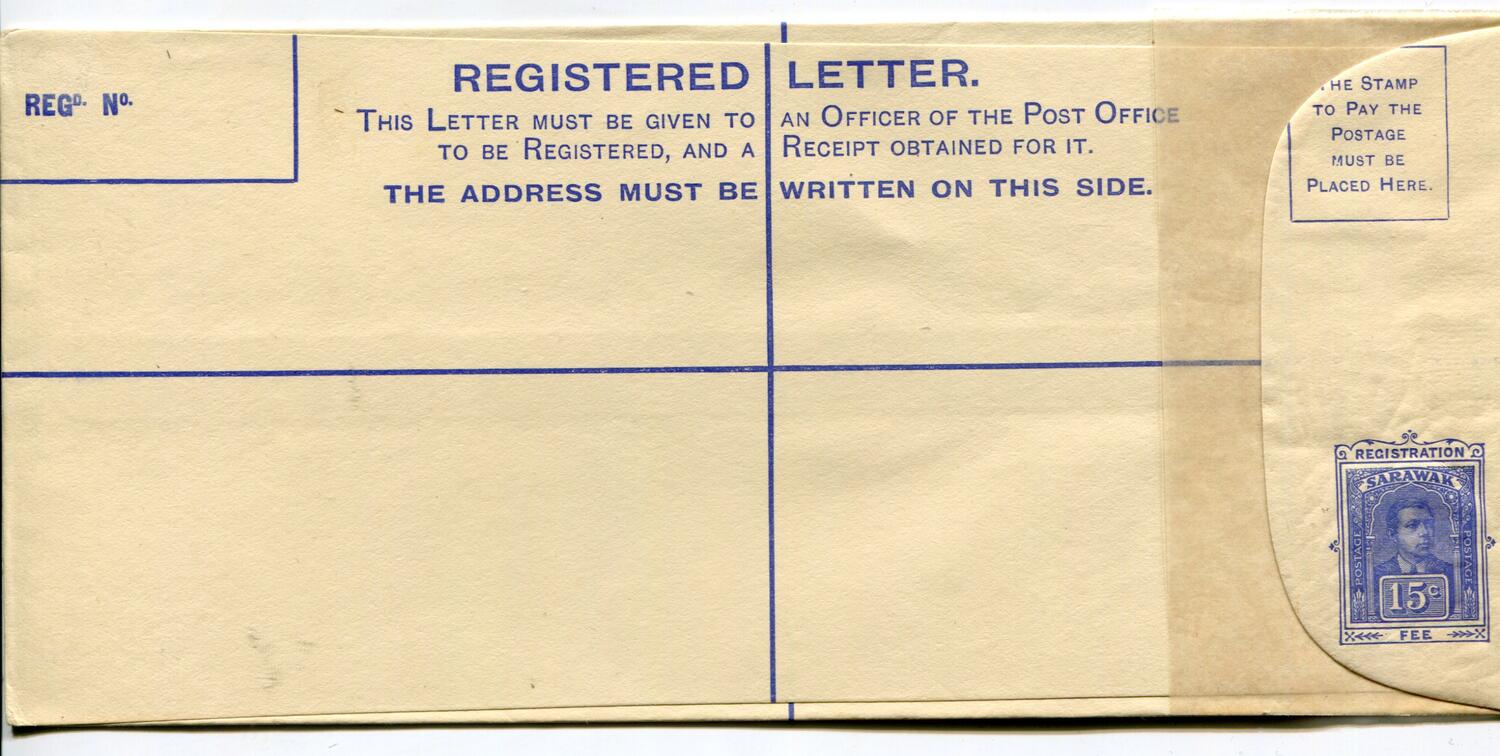 REGD. NO.
REGISTERED LETTER.
THIS LETTER MUST BE GIVEN TO AN OFFICER OF THE POST OFFICE
TO BE REGISTERED, AND A RECEIPT OBTAINED FOR IT.
THE ADDRESS MUST BE WRITTEN ON THIS SIDE.
HE STAMP
TO PAY THE
POSTAGE
MUST BE
PLACED HERE.
REGISTRATION
SARAWAK
POSTAGE
POSTAGE
15C
FEE